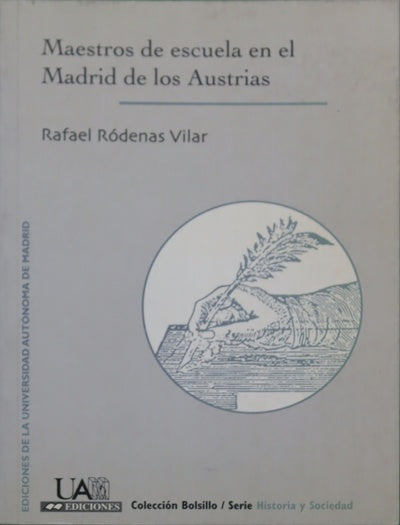 Maestros de escuela en el
Madrid de los Austrias
Rafael Ródenas Vilar
EDICIONES DE LA UNIVERSIDAD AUTÓNOMA DE MADRID
UA
EDICIONES
Colección Bolsillo / Serie Historia y Sociedad